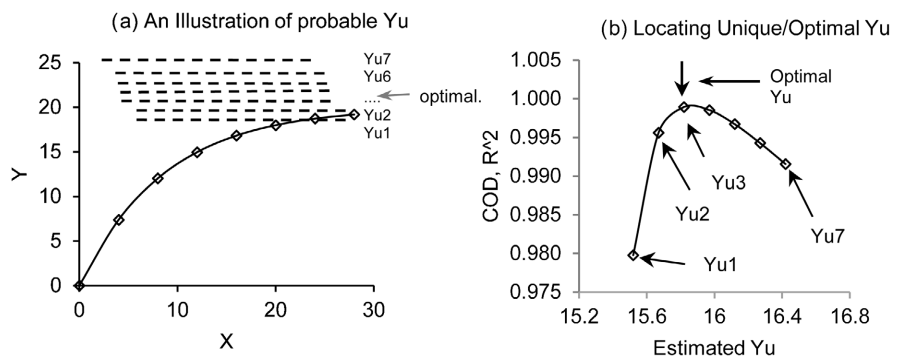 (a) An Illustration of probable Yu
25
20
15
10
5
0
Y
0
10
20
30
X
Yu7
Yu6
....
optimal.
Yu2
Yu1
(b) Locating Unique/Optimal Yu
1.005
1.000
0.995
0.990
0.985
0.980
0.975
COD, R^2
15.2
15.6
16
16.4
16.8
Estimated Yu
Optimal
Yu
Yu3
Yu2
Yu7
Yu1